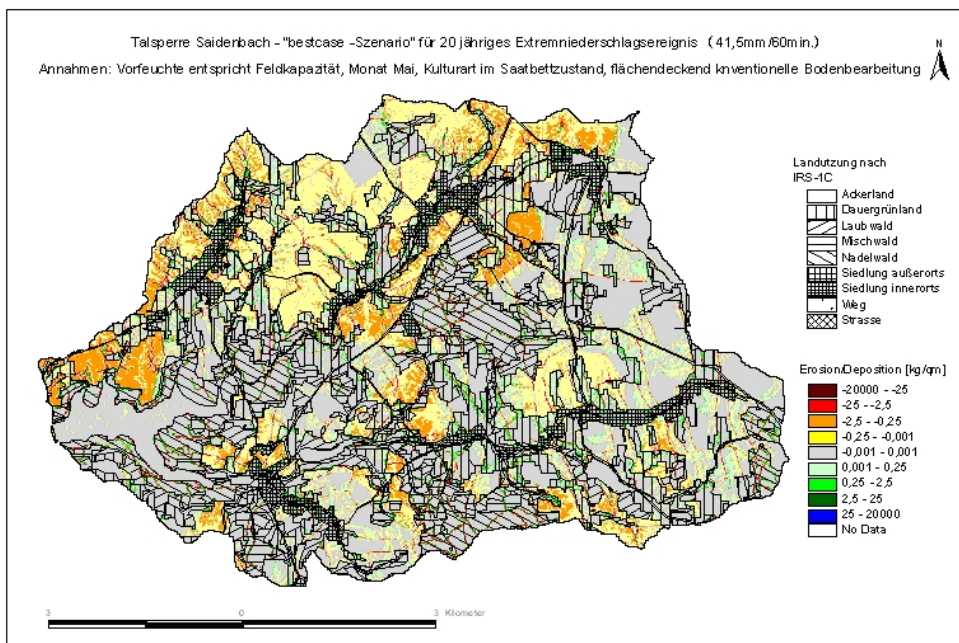 Talsperre Saidenbach - "bestcase -Szenario" für 20 jähriges Extremniederschlagsereignis (41,5mm/60min.)
Annahmen: Vorfeuchte entspricht Feldkapazität, Monat Mai, Kulturart im Saatbettzustand, flächendeckend knventionelle Bodenbearbeitung
N
Landutzung nach
IRS-1C
Ackerland
Dauergrünland
Laubwald
Mischwald
Nadelwald
Siedlung außerorts
Siedlung innerorts
Weg
Strasse
Erosion/Deposition [kg/qm]
-20000 - -25
-25 - -2,5
-2,5 - -0,25
-0,25 - -0,001
-0,001 - 0,001
0,001 - 0,25
0,25 - 2,5
2,5 - 25
25 - 20000
No Data
3 0 3 Kilometer